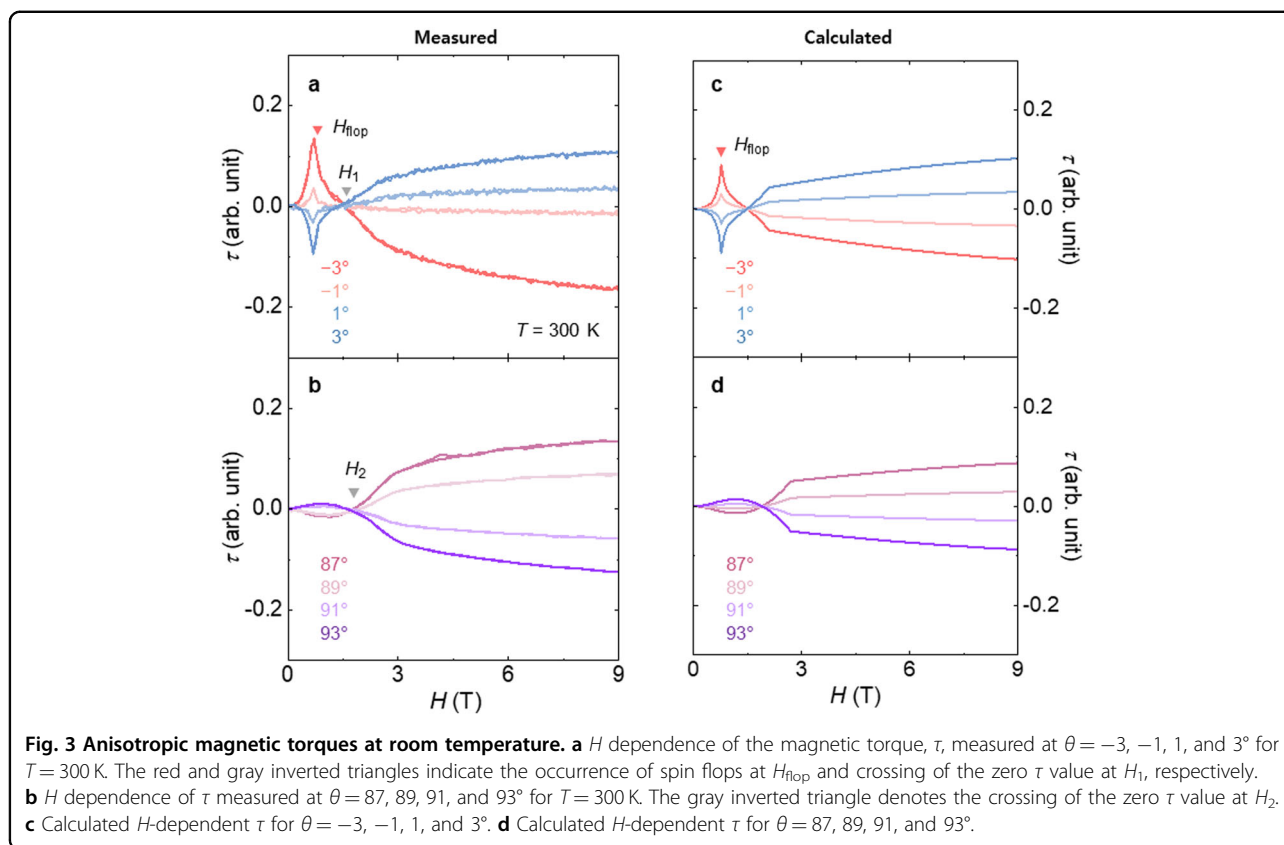 Measured
Calculated
a
0.2
0.0
-0.2
τ (arb. unit)
H_flop
H_1
−3°
−1°
1°
3°
T = 300 K
c
H_flop
0.2
0.0
-0.2
τ (arb. unit)
b
0.2
0.0
-0.2
τ (arb. unit)
H_2
87°
89°
91°
93°
0 3 6 9
H (T)
d
0.2
0.0
-0.2
τ (arb. unit)
87°
89°
91°
93°
−3°
−1°
1°
3°
0 3 6 9
H (T)
Fig. 3 Anisotropic magnetic torques at room temperature. a H dependence of the magnetic torque, τ, measured at θ = −3, −1, 1, and 3° for
T = 300 K. The red and gray inverted triangles indicate the occurrence of spin flops at H_flop and crossing of the zero τ value at H_1, respectively.
b H dependence of τ measured at θ = 87, 89, 91, and 93° for T = 300 K. The gray inverted triangle denotes the crossing of the zero τ value at H_2.
c Calculated H-dependent τ for θ = −3, −1, 1, and 3°. d Calculated H-dependent τ for θ = 87, 89, 91, and 93°.